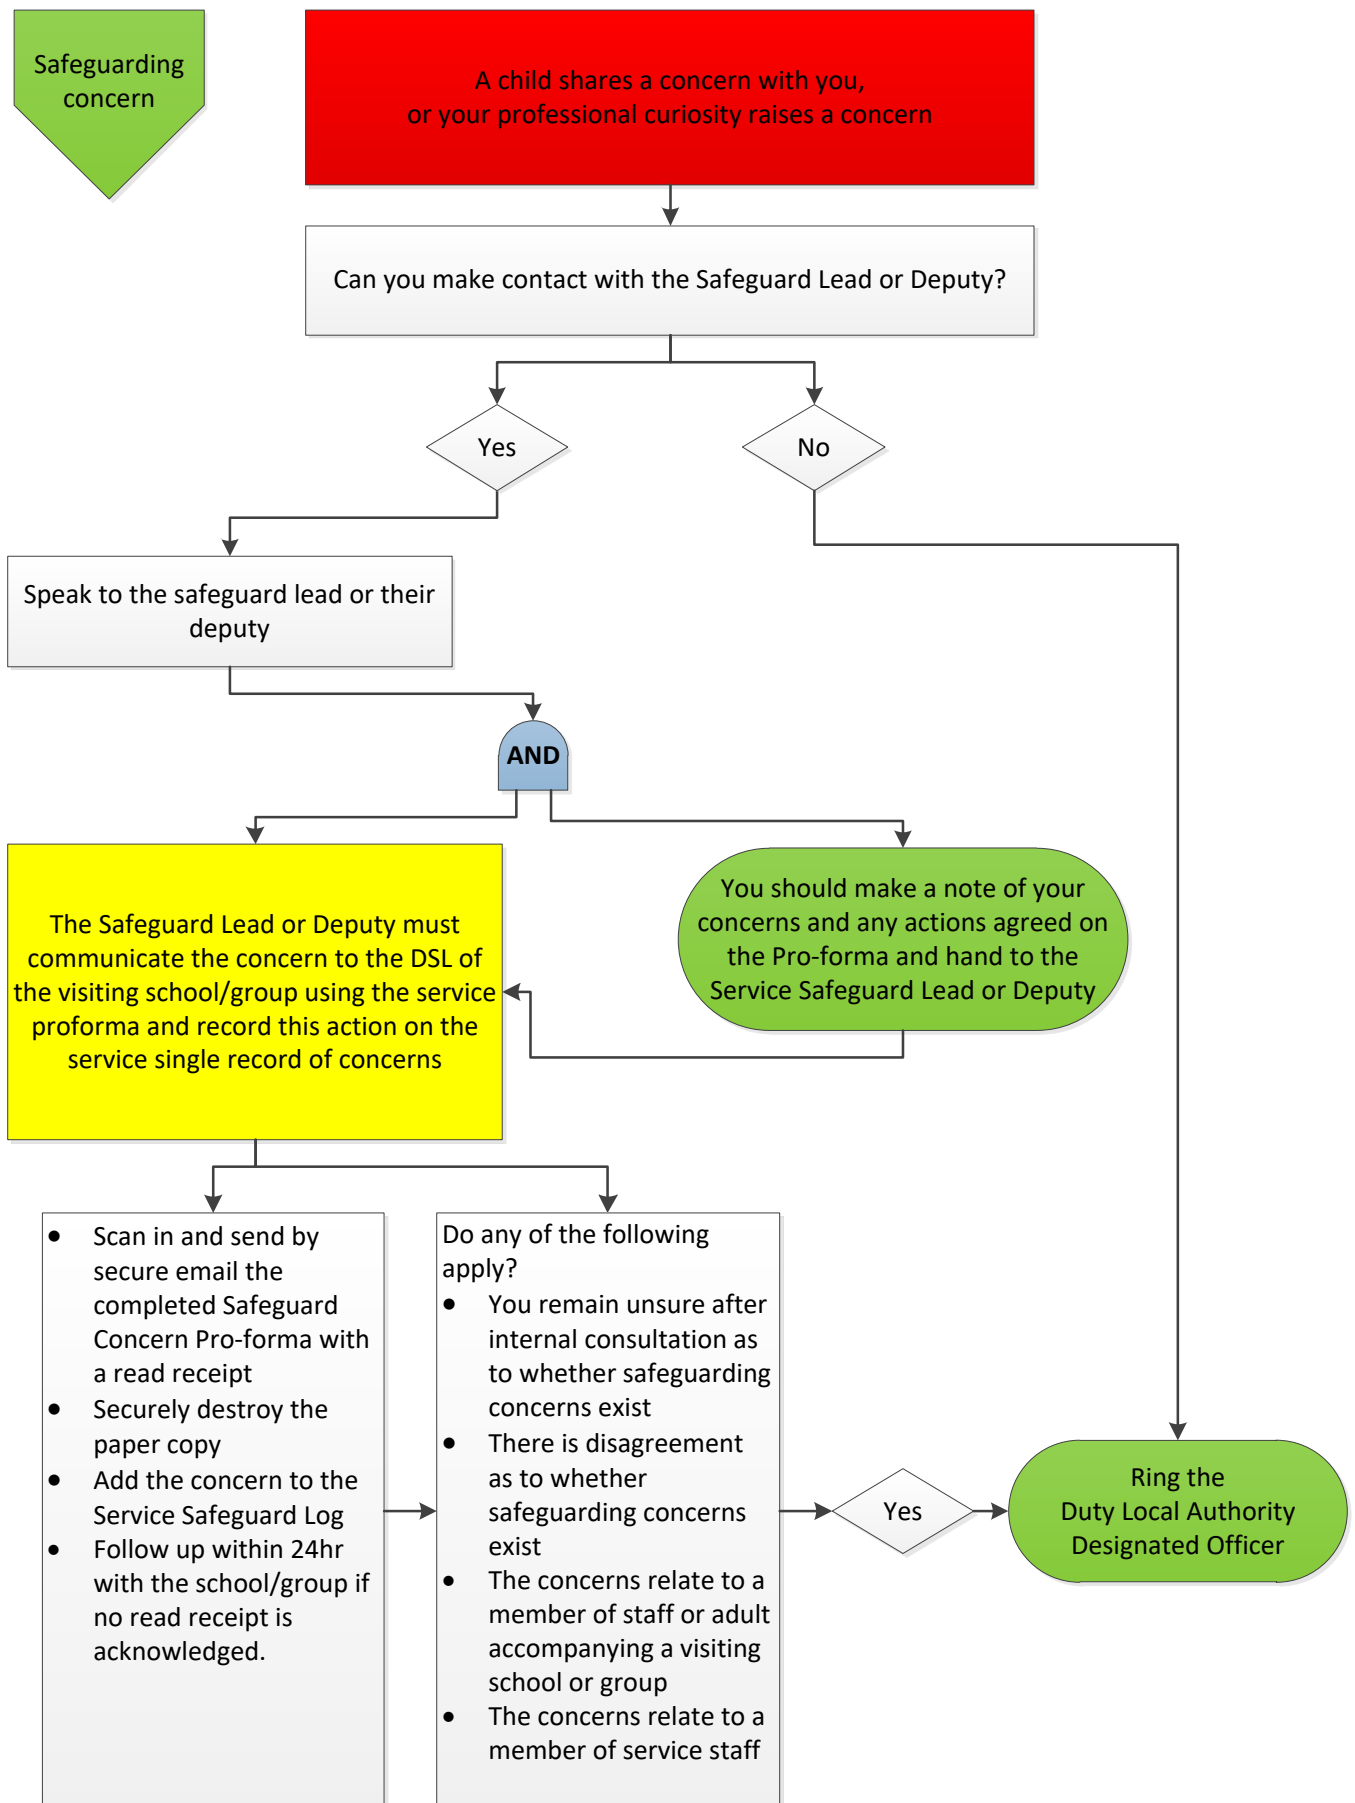 Safeguarding
concern
A child shares a concern with you,
or your professional curiosity raises a concern
Can you make contact with the Safeguard Lead or Deputy?
Yes
No
Speak to the safeguard lead or their
deputy
AND
The Safeguard Lead or Deputy must
communicate the concern to the DSL of
the visiting school/group using the service
proforma and record this action on the
service single record of concerns
You should make a note of your
concerns and any actions agreed on
the Pro-forma and hand to the
Service Safeguard Lead or Deputy
• Scan in and send by
secure email the
completed Safeguard
Concern Pro-forma with
a read receipt
• Securely destroy the
paper copy
• Add the concern to the
Service Safeguard Log
• Follow up within 24hr
with the school/group if
no read receipt is
acknowledged.
Do any of the following
apply?
• You remain unsure after
internal consultation as
to whether safeguarding
concerns exist
• There is disagreement
as to whether
safeguarding concerns
exist
• The concerns relate to a
member of staff or adult
accompanying a visiting
school or group
• The concerns relate to a
member of service staff
Yes
Ring the
Duty Local Authority
Designated Officer